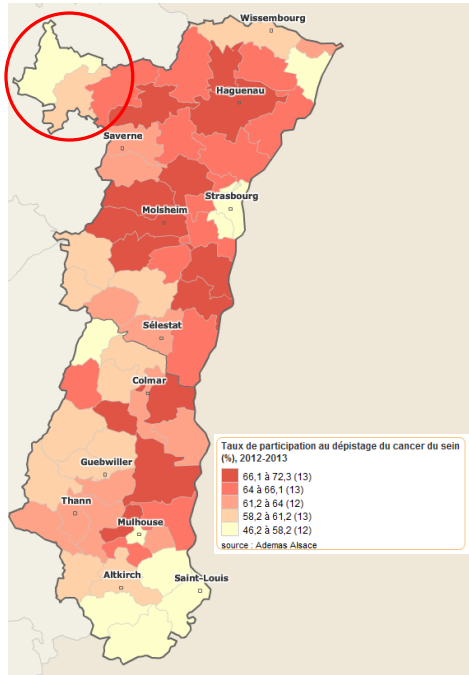 Wissembourg
Haguenau
Saverne
Strasbourg
Molsheim
Sélestat
Colmar
Taux de participation au dépistage du cancer du sein
(%), 2012-2013
66,1 à 72,3 (13)
64 à 66,1 (13)
61,2 à 64 (12)
58,2 à 61,2 (13)
46,2 à 58,2 (12)
source : Ademas Alsace
Guebwiller
Thann
Mulhouse
Altkirch
Saint-Louis